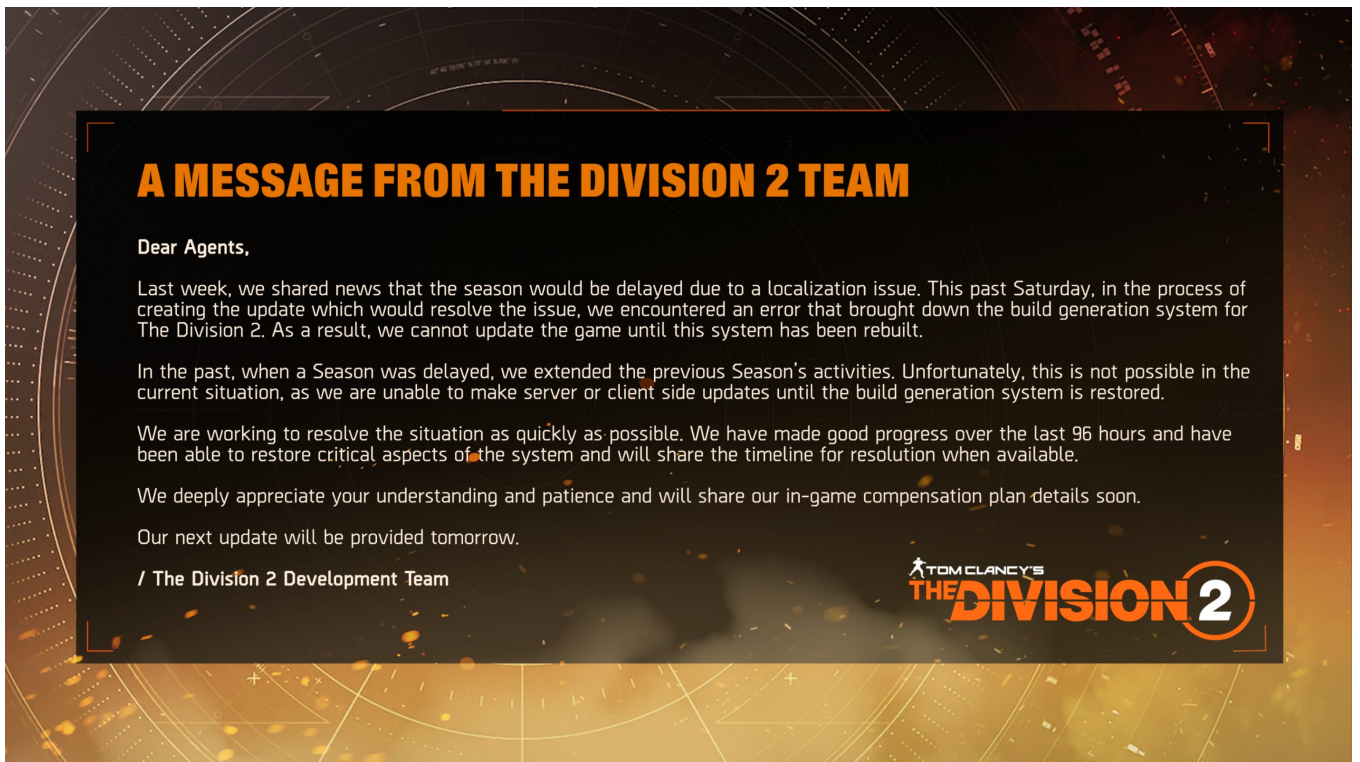 A MESSAGE FROM THE DIVISION 2 TEAM
Dear Agents,
Last week, we shared news that the season would be delayed due to a localization issue. This past Saturday, in the process of
creating the update which would resolve the issue, we encountered an error that brought down the build generation system for
The Division 2. As a result, we cannot update the game until this system has been rebuilt.
In the past, when a Season was delayed, we extended the previous Season's activities. Unfortunately, this is not possible in the
current situation, as we are unable to make server or client side updates until the build generation system is restored.
We are working to resolve the situation as quickly as possible. We have made good progress over the last 96 hours and have
been able to restore critical aspects of the system and will share the timeline for resolution when available.
We deeply appreciate your understanding and patience and will share our in-game compensation plan details soon.
Our next update will be provided tomorrow.
/ The Division 2 Development Team
TOM CLANCY'S
THE DIVISION 2